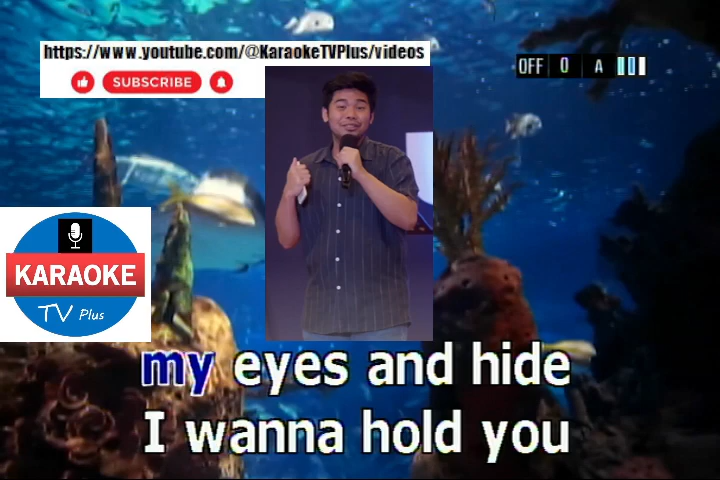 https://www.youtube.com/@KaraokeTVPlus/videos
SUBSCRIBE
OFF 0 A
KARAOKE
TV Plus
my eyes and hide
I wanna hold you